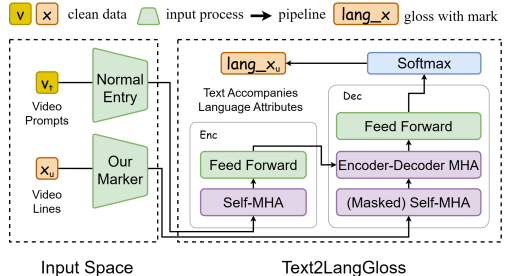 v x clean data input process pipeline lang_x gloss with mark
vt
Video
Prompts
Normal
Entry
xu
Video
Lines
Our
Marker
Input Space
lang_xu
Softmax
Text Accompanies
Language Attributes
Enc
Feed Forward
Self-MHA
Dec
Feed Forward
Encoder-Decoder MHA
(Masked) Self-MHA
Text2LangGloss